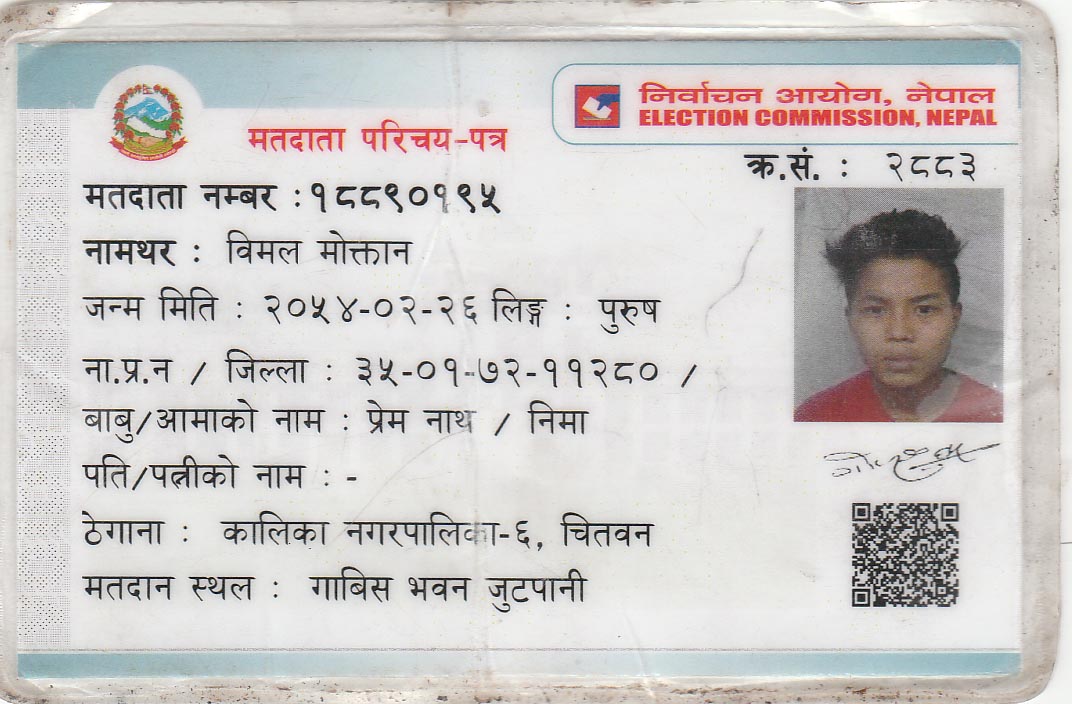 निर्वाचन आयोग, नेपाल
ELECTION COMMISSION, NEPAL
मतदाता परिचय-पत्र
क्र.सं. : २८८३
मतदाता नम्बर : १८८९०१९५
नामथर : विमल मोक्तान
जन्म मिति : २०५४-०२-२६ लिङ्ग : पुरुष
ना.प्र.न / जिल्ला : ३५-०१-७२-११२८० /
बाबु/आमाको नाम : प्रेम नाथ / निमा
पति/पत्नीको नाम : -
ठेगाना : कालिका नगरपालिका-६, चितवन
मतदान स्थल : गाबिस भवन जुटपानी